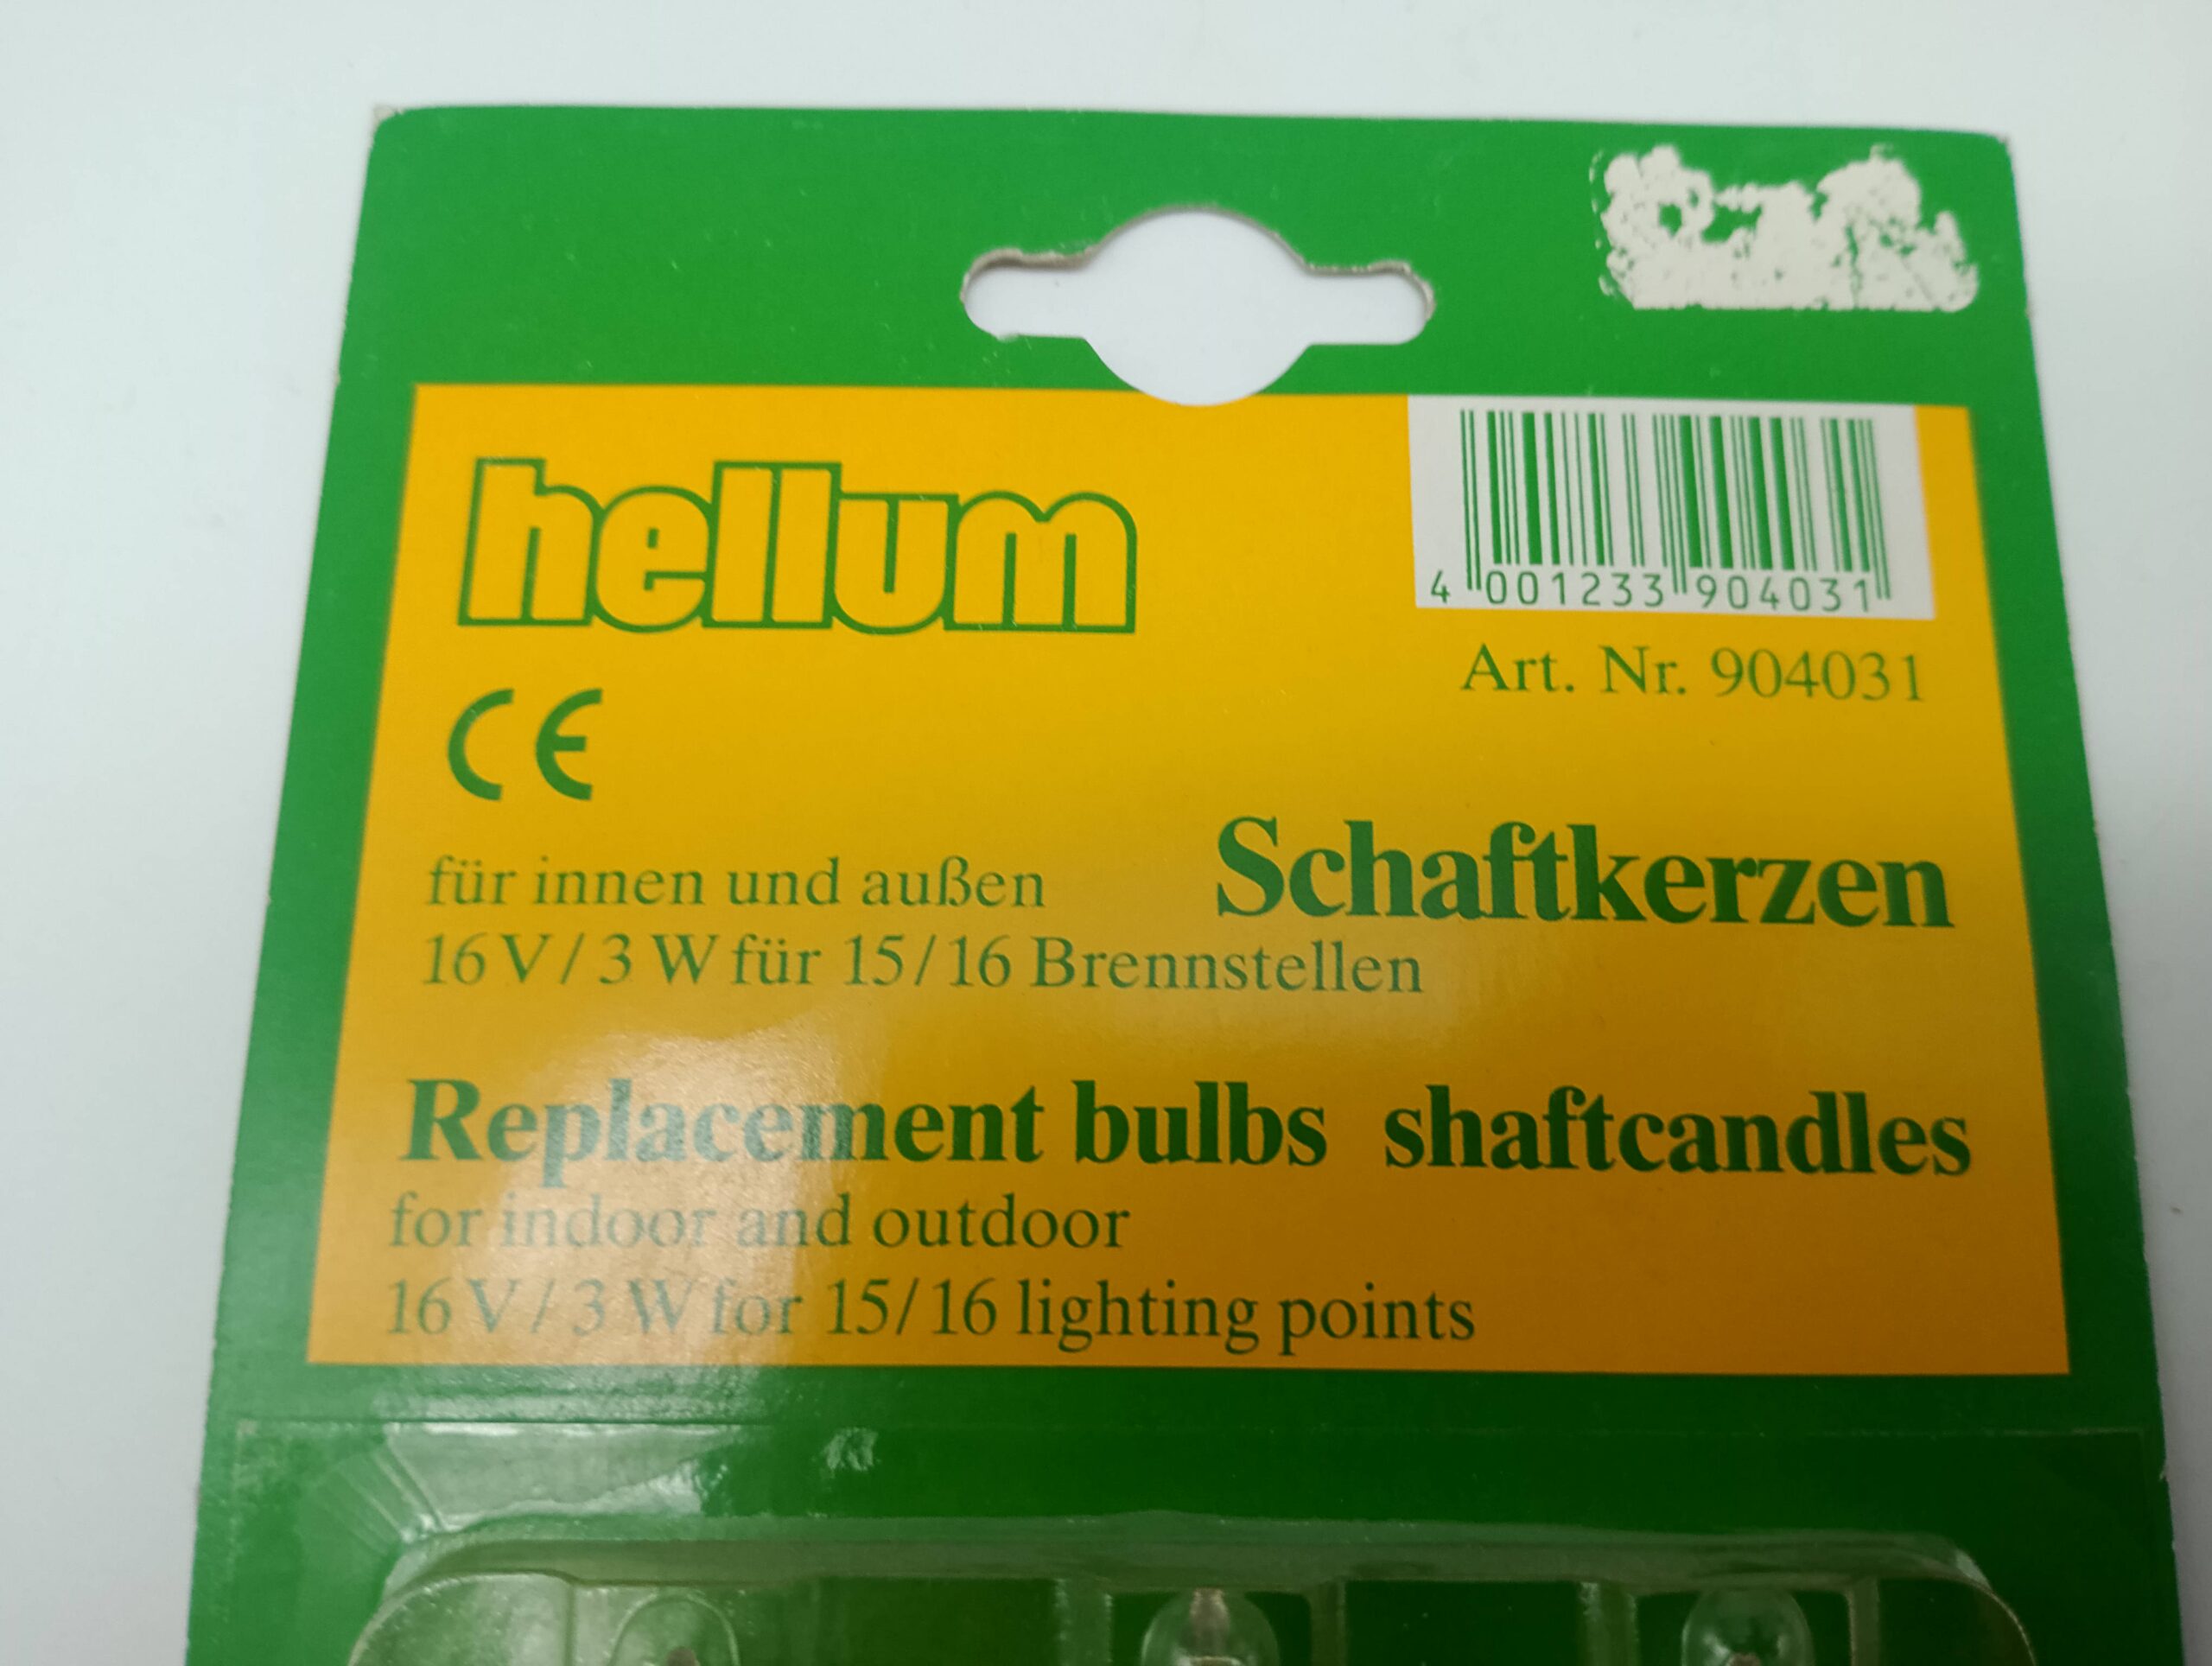 hellum
4 001233 904031
Art. Nr. 904031
CE
Schaftkerzen
für innen und außen
16 V / 3 W für 15/16 Brennstellen
Replacement bulbs shaftcandles
for indoor and outdoor
16 V / 3 W for 15/16 lighting points